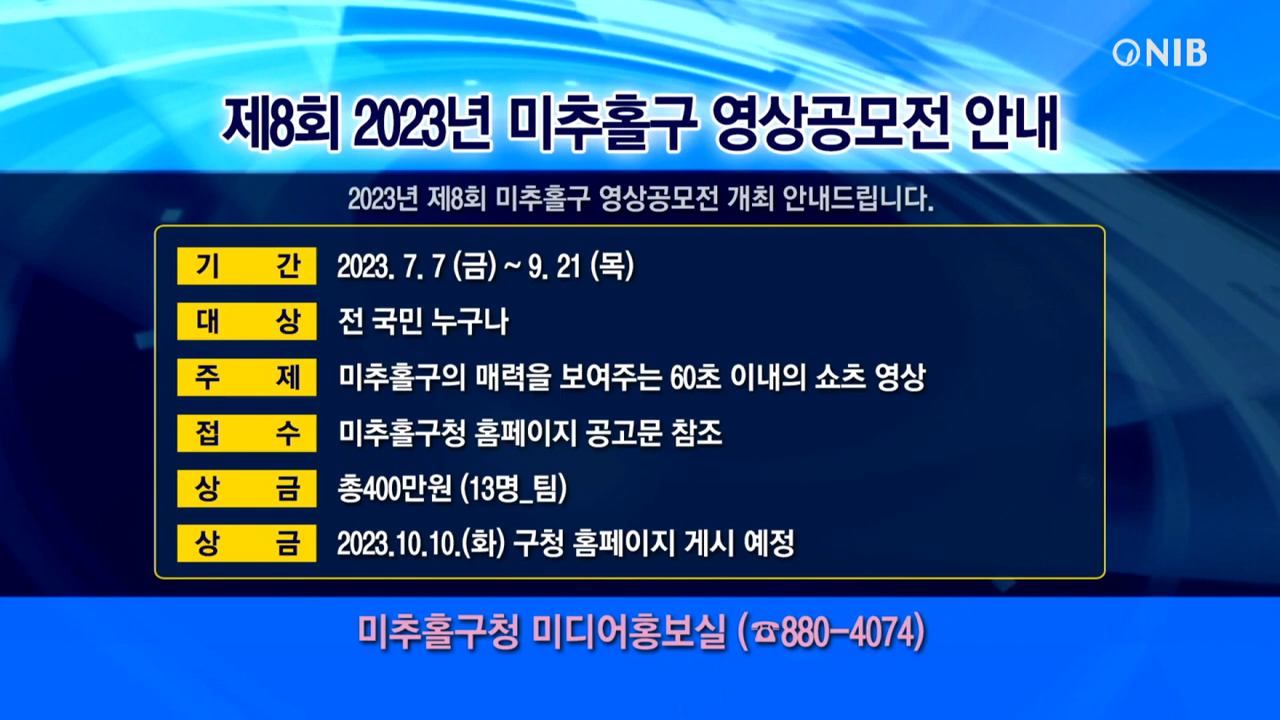 NIB
제8회 2023년 미추홀구 영상공모전 안내
2023년 제8회 미추홀구 영상공모전 개최 안내드립니다.
기 간 2023. 7. 7 (금) ~ 9. 21 (목)
대 상 전 국민 누구나
주 제 미추홀구의 매력을 보여주는 60초 이내의 쇼츠 영상
접 수 미추홀구청 홈페이지 공고문 참조
상 금 총400만원 (13명_팀)
상 금 2023.10.10.(화) 구청 홈페이지 게시 예정
미추홀구청 미디어홍보실 (☎880-4074)